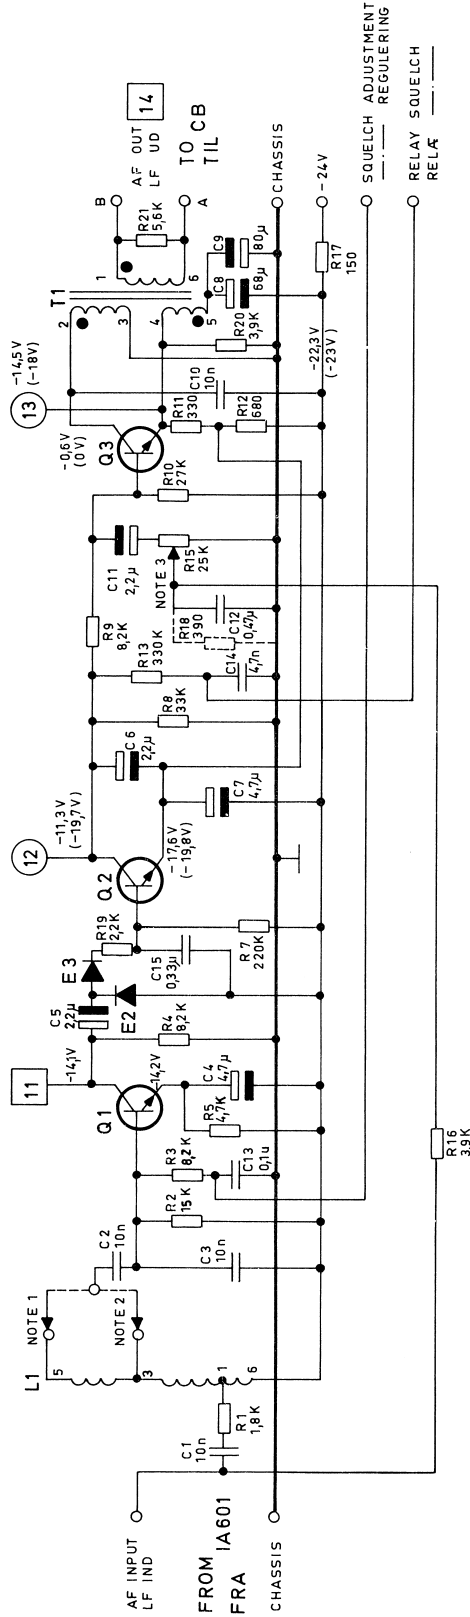 AF INPUT
LF IND
FROM IA601
FRA
CHASSIS
C1
10n
R1
1,8K
L1
5
3
1
6
NOTE 1
NOTE 2
C2
10n
C3
10n
R2
15K
R3
8,2K
C13
0,1u
11
-14,1V
Q1
-14,2V
R5
4,7K
C4
4,7µ
R4
8,2K
C5
2,2µ
E2
E3
R19
2,2K
C15
0,33µ
R7
220K
12
-11,3V
(-19,7V)
Q2
-17,6V
(-19,8V)
C7
4,7µ
C6
2,2µ
R8
33K
R9
8,2K
R13
330K
C14
4,7n
R18
390
C12
0,47µ
NOTE 3
R15
25K
C11
2,2µ
R10
27K
Q3
-0,6V
(0V)
13
-14,5V
(-18V)
R11
330
R12
680
C10
10n
R20
3,9K
T1
2
3
4
5
1
6
C8
68µ
C9
80µ
R21
5,6K
B
A
AF OUT
LF UD
14
TO CB
TIL
CHASSIS
-22,3V
(-23V)
R17
150
-24V
SQUELCH ADJUSTMENT
REGULERING
RELAY SQUELCH
RELÆ
R16
3,9K